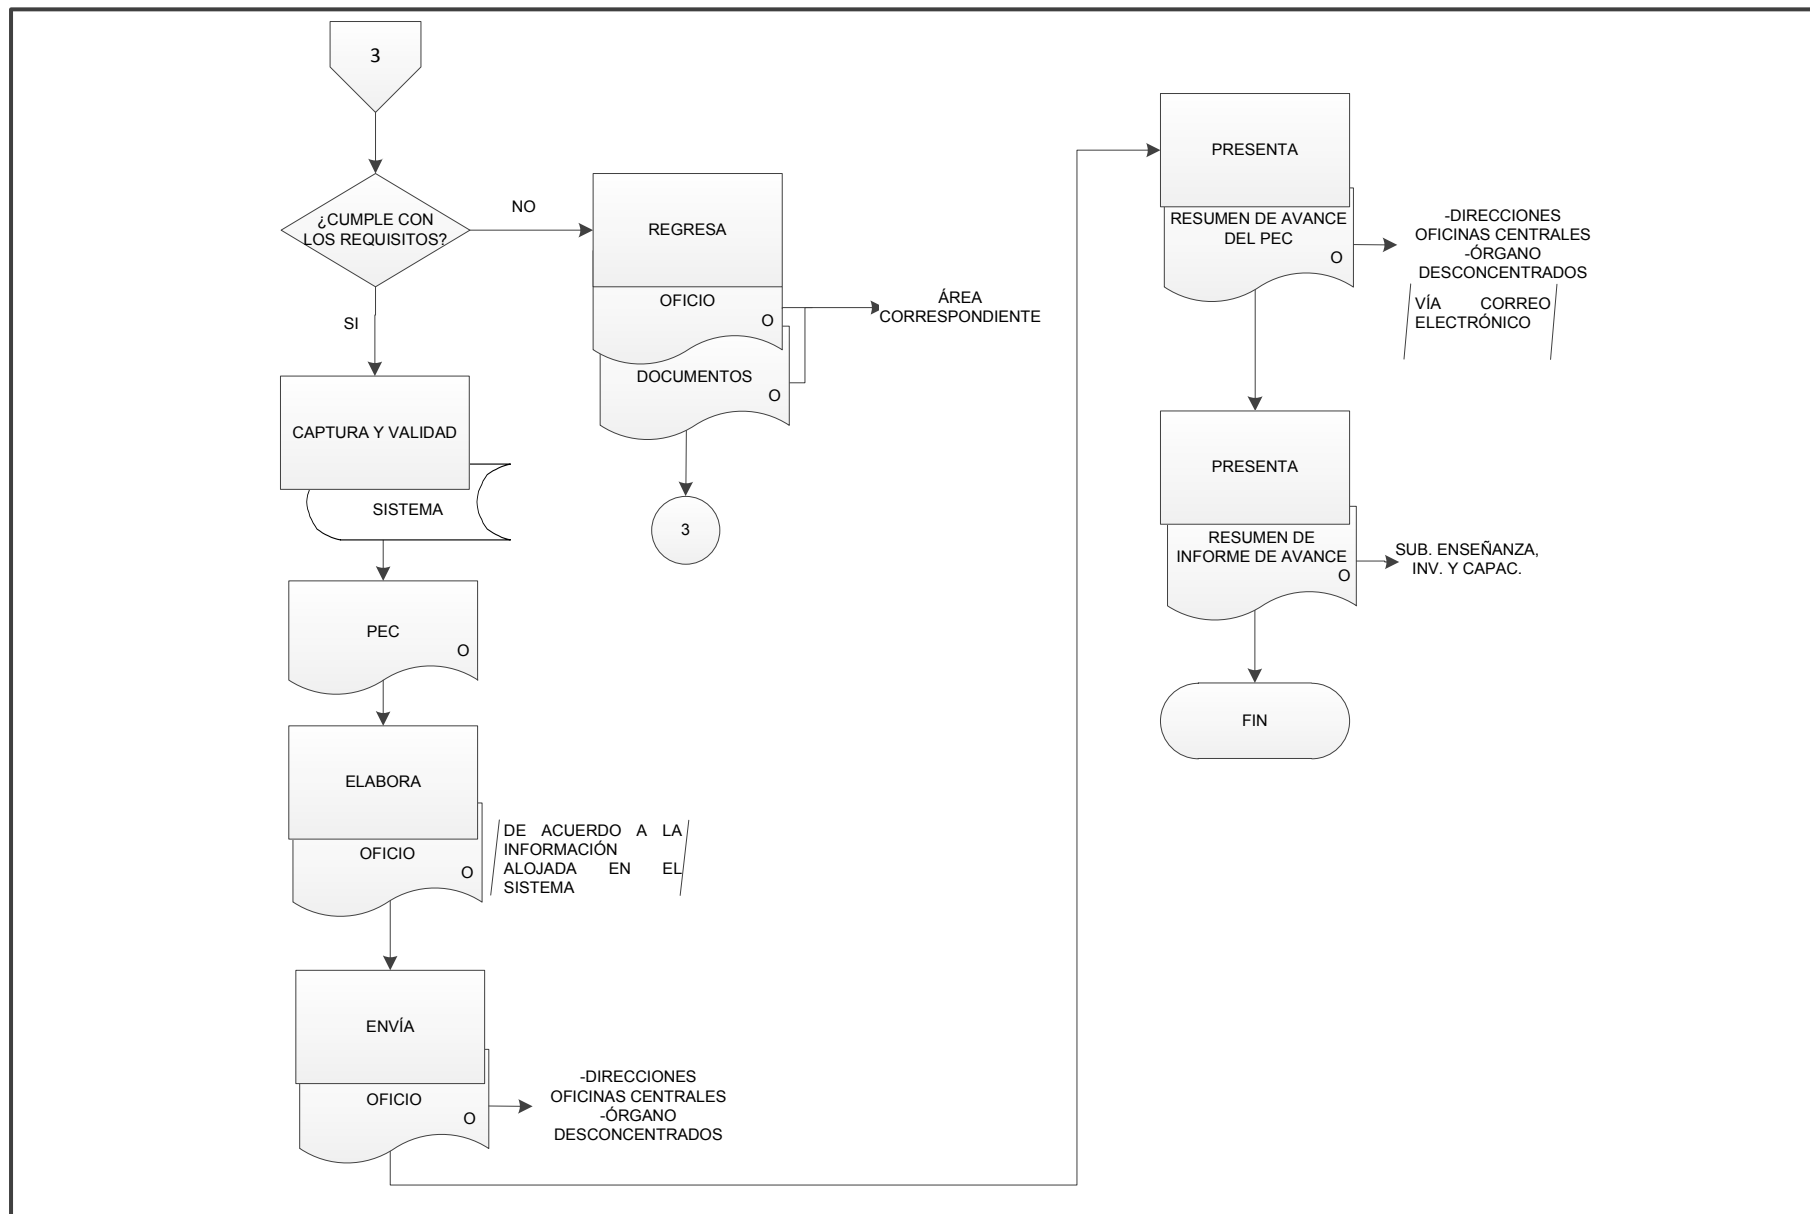 3
¿CUMPLE CON
LOS REQUISITOS?
NO
SI
REGRESA
OFICIO
O
DOCUMENTOS
O
ÁREA
CORRESPONDIENTE
3
CAPTURA Y VALIDAD
SISTEMA
PEC
O
ELABORA
OFICIO
O
DE ACUERDO A LA
INFORMACIÓN
ALOJADA EN EL
SISTEMA
ENVÍA
OFICIO
O
-DIRECCIONES
OFICINAS CENTRALES
-ÓRGANO
DESCONCENTRADOS
PRESENTA
RESUMEN DE AVANCE
DEL PEC
O
-DIRECCIONES
OFICINAS CENTRALES
-ÓRGANO
DESCONCENTRADOS
VÍA CORREO
ELECTRÓNICO
PRESENTA
RESUMEN DE
INFORME DE AVANCE
O
SUB. ENSEÑANZA,
INV. Y CAPAC.
FIN